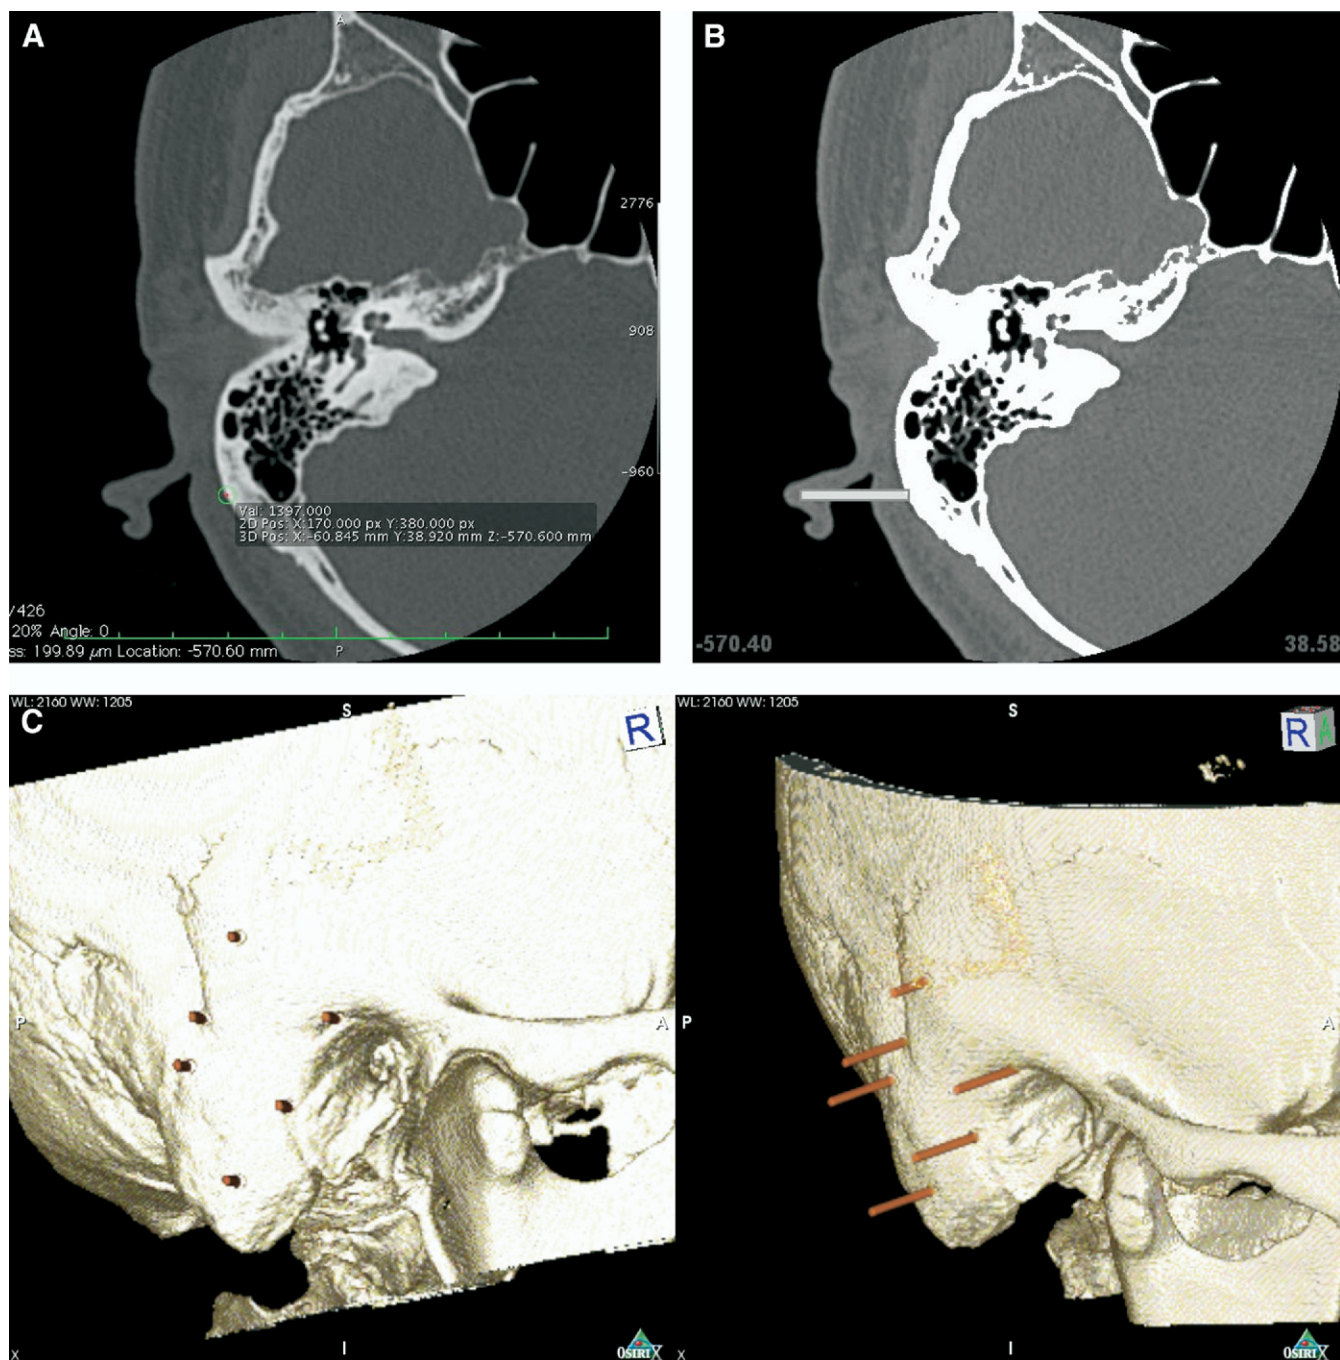 A
A
2776
908
-960
Val: 1397.000
2D Pos: X:170.000 px Y:380.000 px
3D Pos: X:-60.845 mm Y:38.920 mm Z:-570.600 mm
/426
20% Angle: 0
ss: 199.89 µm Location: -570.60 mm
P
B
-570.40
38.58
WL: 2160 WW: 1205
C
S
R
P
A
I
X
OSIRIX
WL: 2160 WW: 1205
S
R A
P
A
I
X
OSIRIX